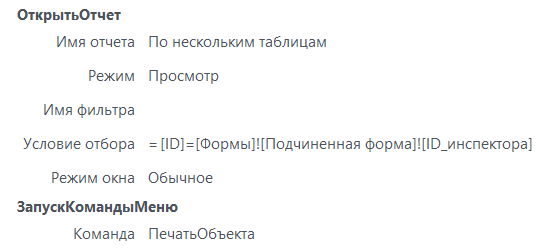 ОткрытьОтчет
Имя отчета По нескольким таблицам
Режим Просмотр
Имя фильтра
Условие отбора = [ID]=[Формы]![Подчиненная форма]![ID_инспектора]
Режим окна Обычное
ЗапускКомандыМеню
Команда ПечатьОбъекта